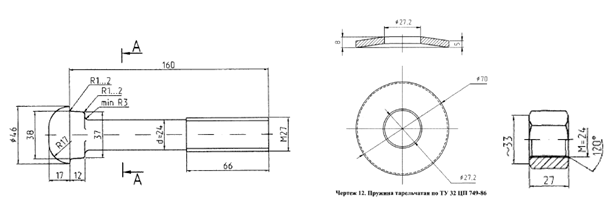 A
160
R1...2
R1...2
min R3
ø46
38
R17
37
d=24
M27
66
17
12
A
ø27,2
8
5
ø70
ø27,2
Чертеж 12. Пружина тарельчатая по ТУ 32 ЦП 749-86
~33
M=24
120°
27